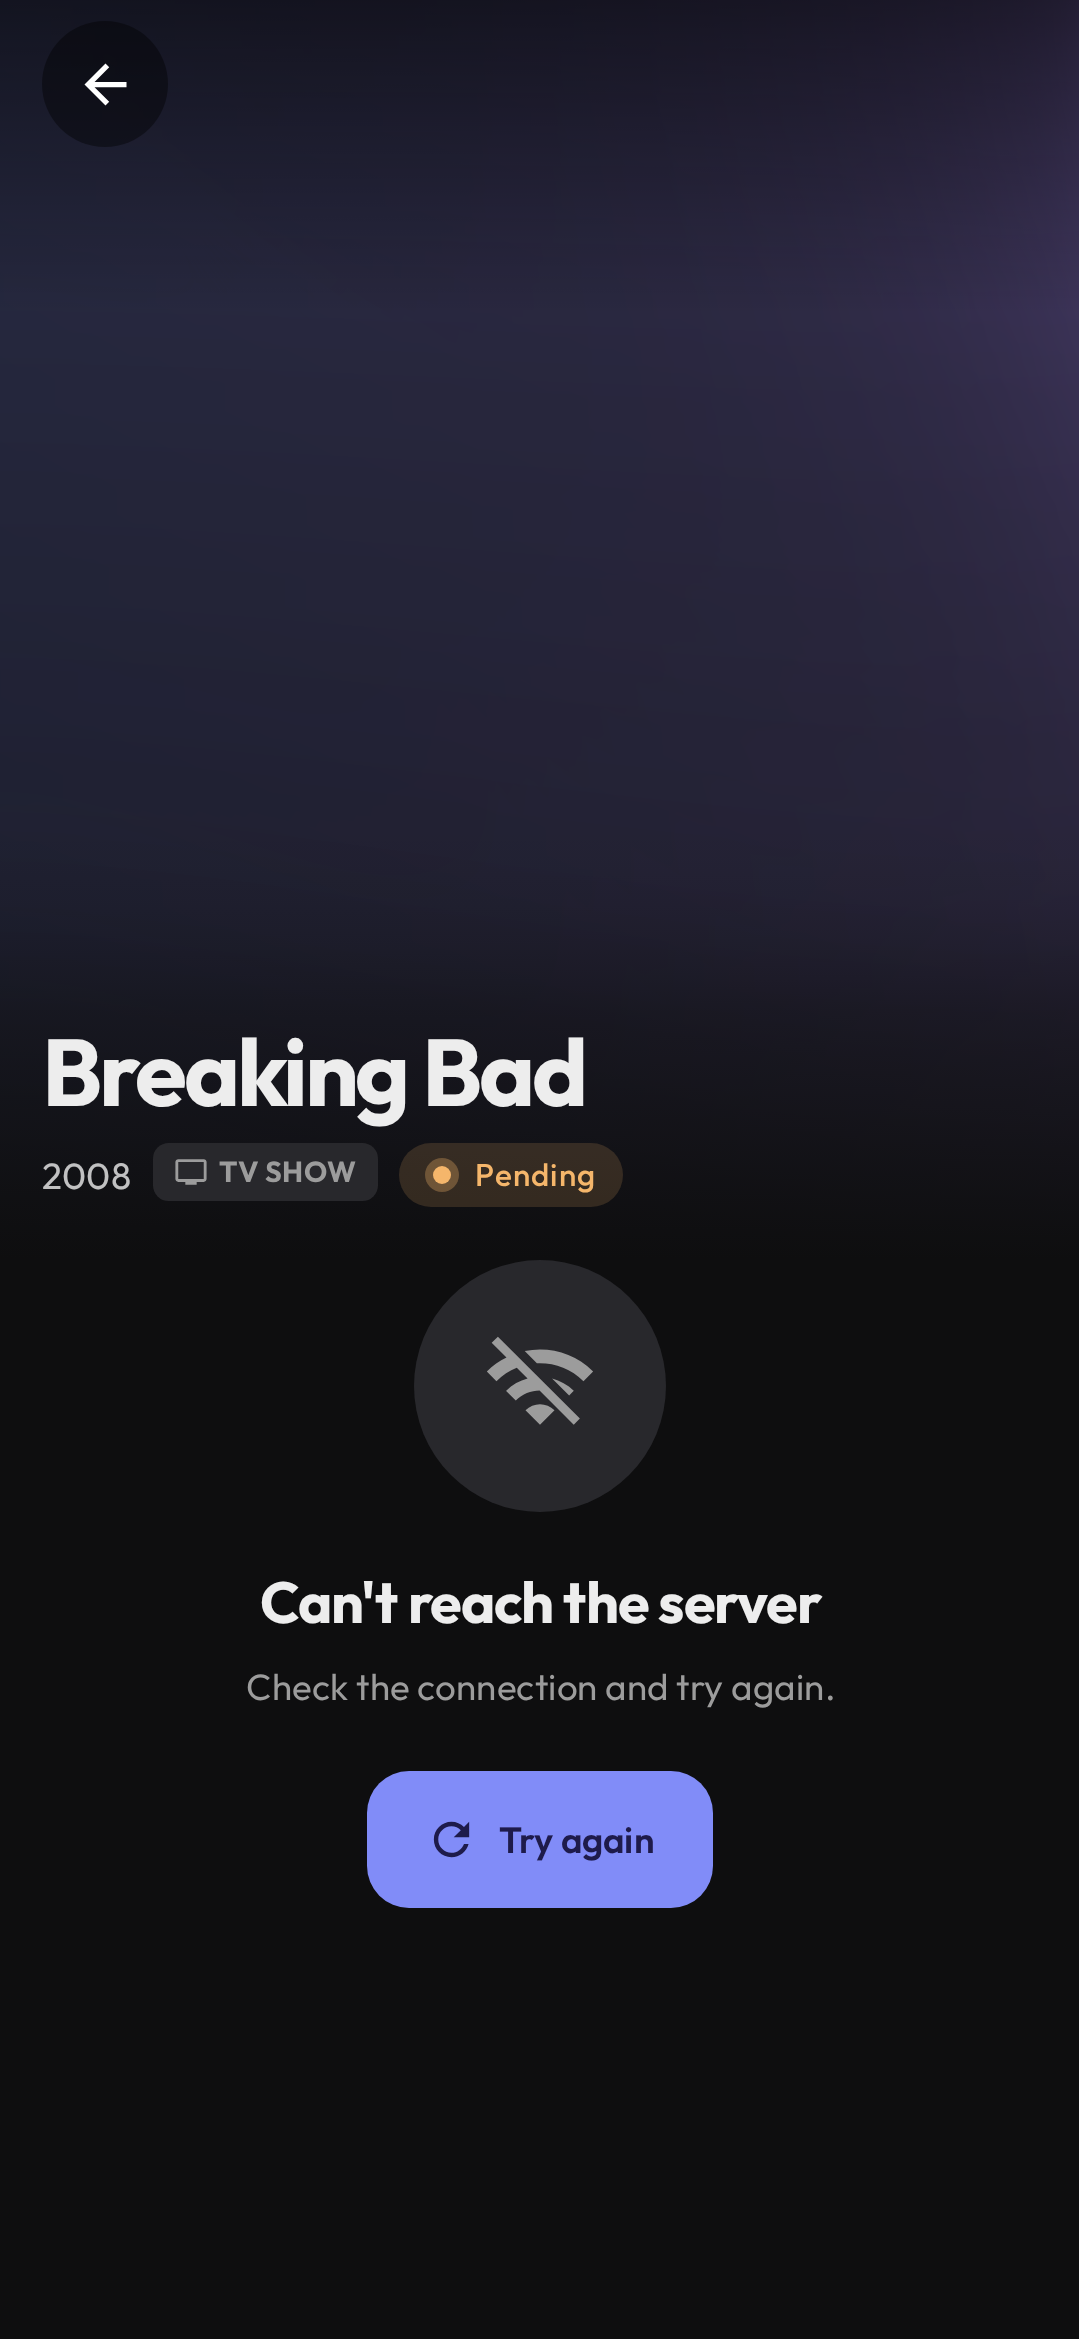 Breaking Bad
2008 TV SHOW Pending
Can't reach the server
Check the connection and try again.
Try again